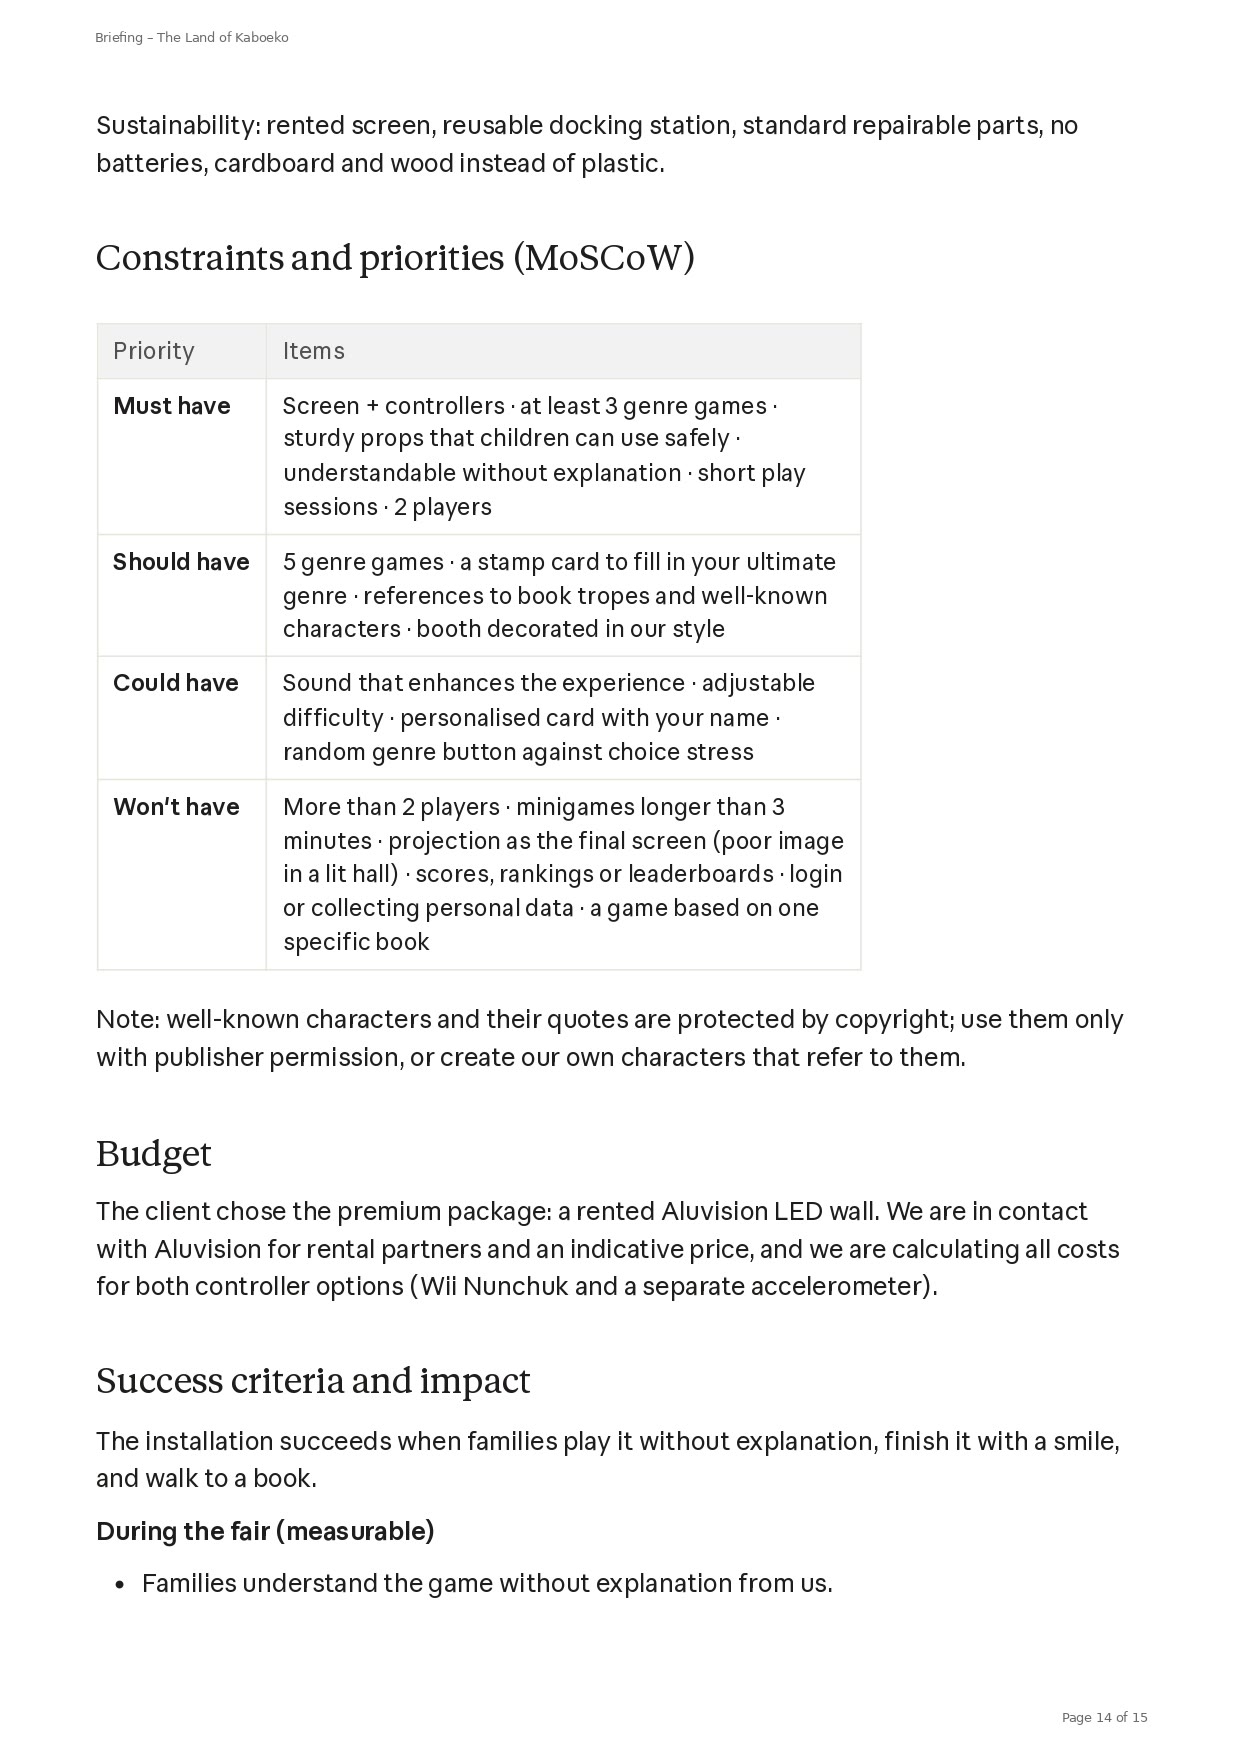 Briefing – The Land of Kaboeko
Sustainability: rented screen, reusable docking station, standard repairable parts, no
batteries, cardboard and wood instead of plastic.
Constraints and priorities (MoSCoW)
Priority Items
Must have Screen + controllers · at least 3 genre games ·
sturdy props that children can use safely ·
understandable without explanation · short play
sessions · 2 players
Should have 5 genre games · a stamp card to fill in your ultimate
genre · references to book tropes and well-known
characters · booth decorated in our style
Could have Sound that enhances the experience · adjustable
difficulty · personalised card with your name ·
random genre button against choice stress
Won’t have More than 2 players · minigames longer than 3
minutes · projection as the final screen (poor image
in a lit hall) · scores, rankings or leaderboards · login
or collecting personal data · a game based on one
specific book
Note: well-known characters and their quotes are protected by copyright; use them only
with publisher permission, or create our own characters that refer to them.
Budget
The client chose the premium package: a rented Aluvision LED wall. We are in contact
with Aluvision for rental partners and an indicative price, and we are calculating all costs
for both controller options (Wii Nunchuk and a separate accelerometer).
Success criteria and impact
The installation succeeds when families play it without explanation, finish it with a smile,
and walk to a book.
During the fair (measurable)
• Families understand the game without explanation from us.
Page 14 of 15